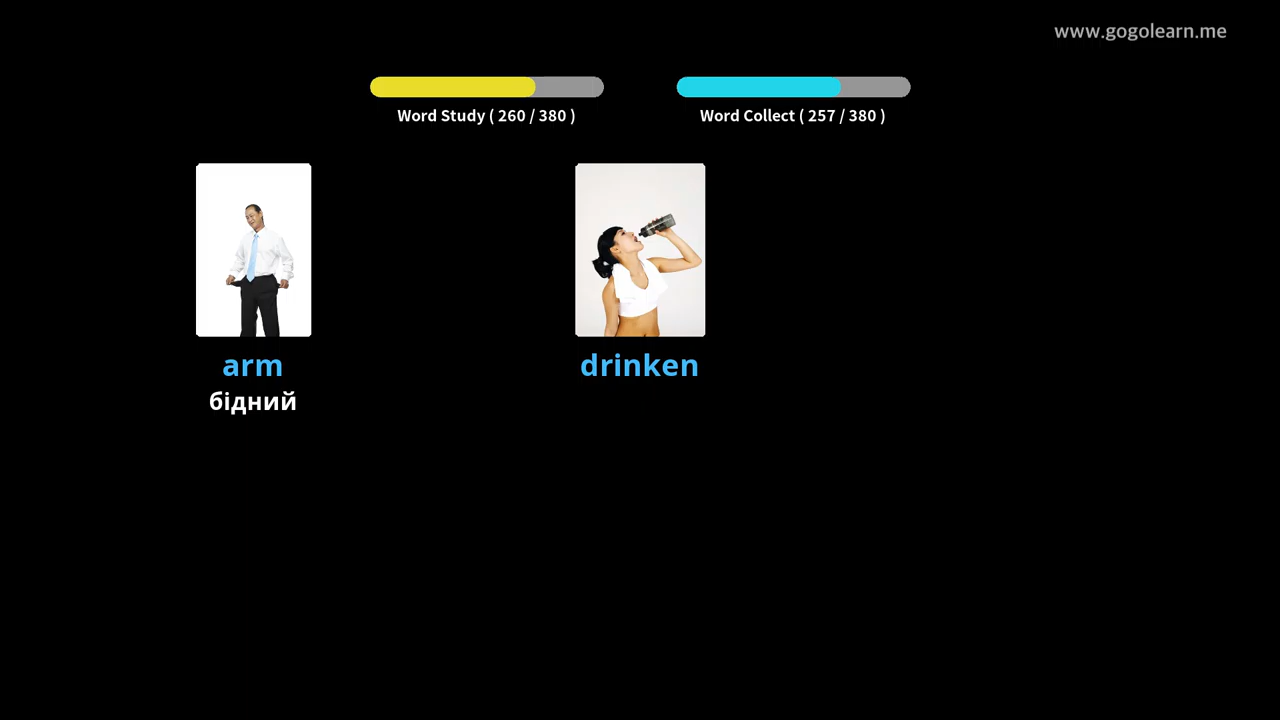 www.gogolearn.me
Word Study ( 260 / 380 )
Word Collect ( 257 / 380 )
arm
drinken
бідний